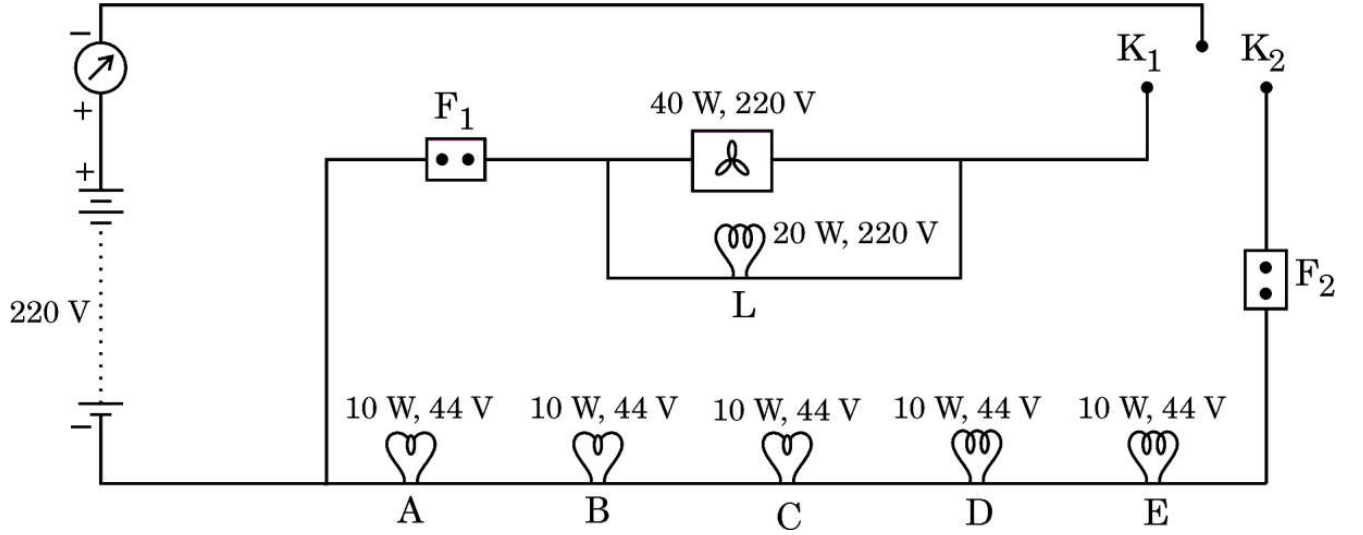 K₁
K₂
−
+
F₁
40 W, 220 V
+
20 W, 220 V
F₂
L
220 V
10 W, 44 V
10 W, 44 V
10 W, 44 V
10 W, 44 V
10 W, 44 V
−
A
B
C
D
E